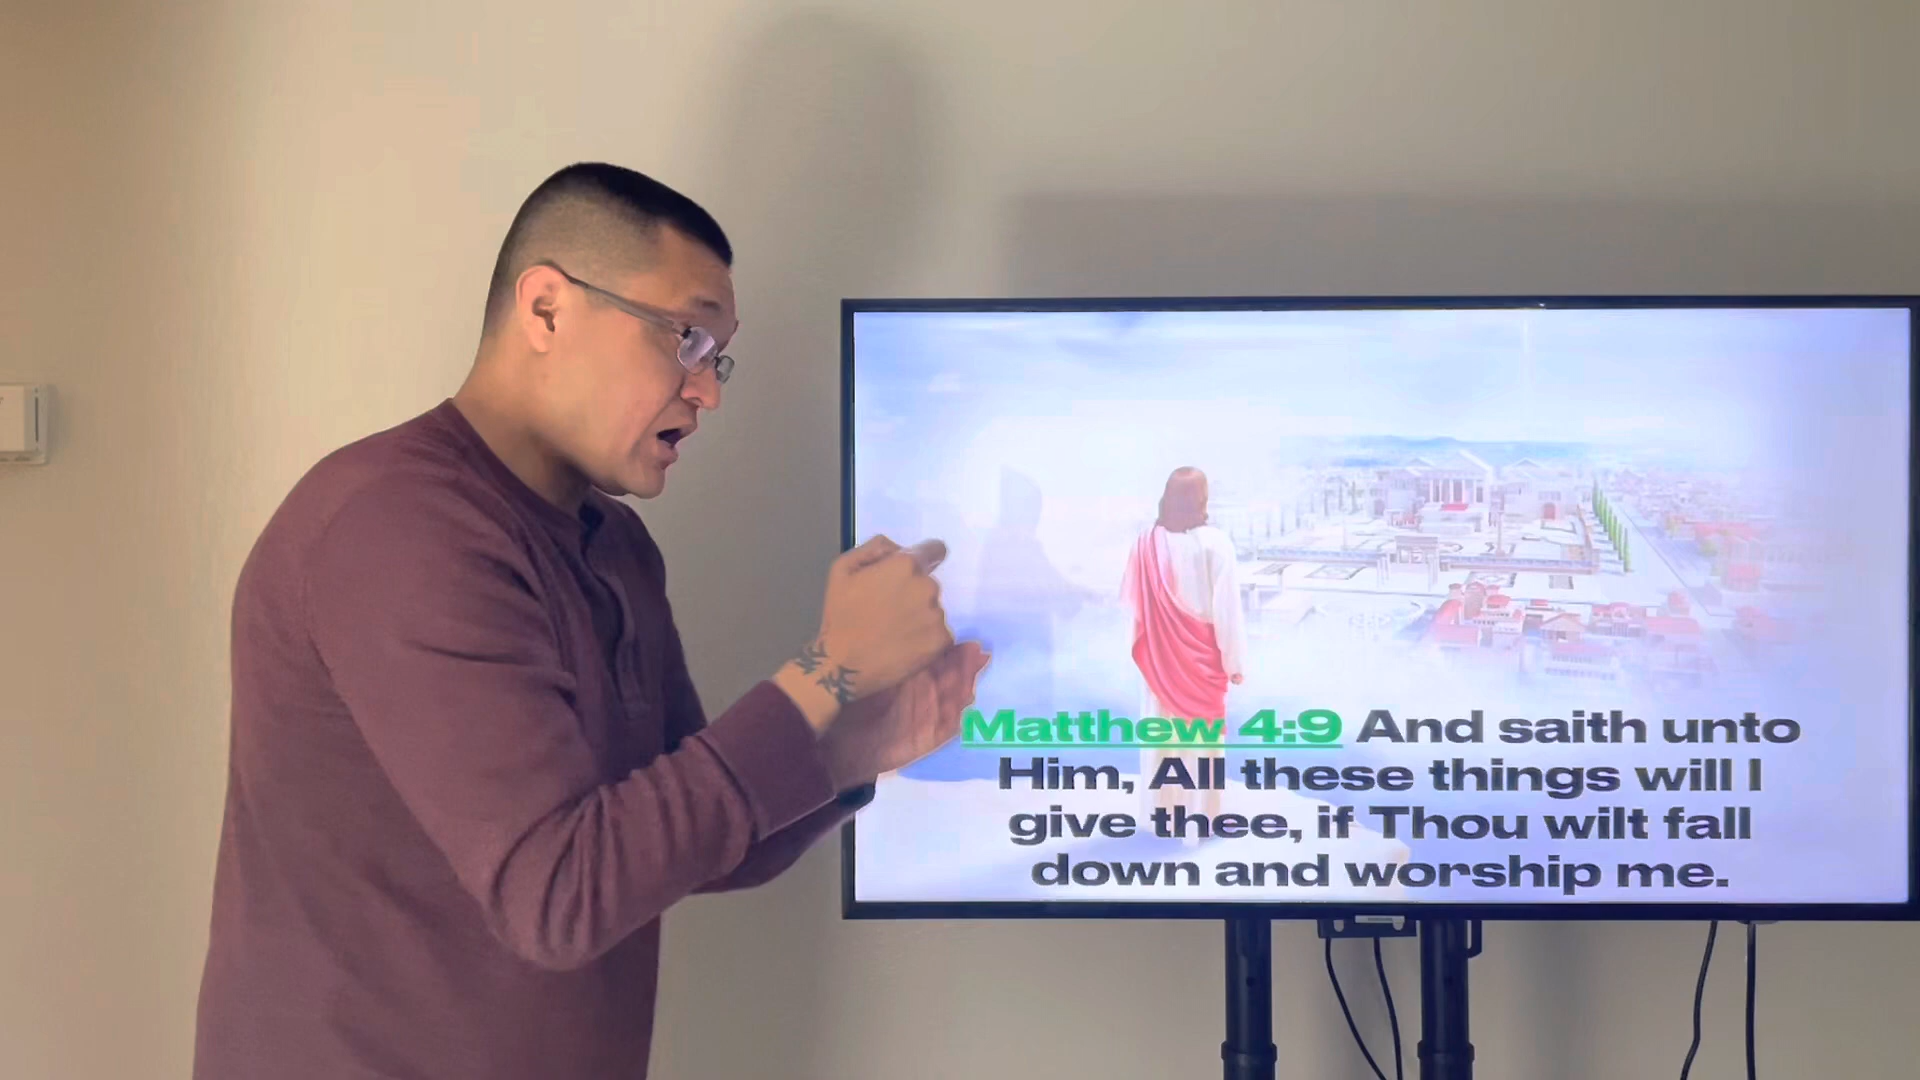 Matthew 4:9 And saith unto
Him, All these things will I
give thee, if Thou wilt fall
down and worship me.